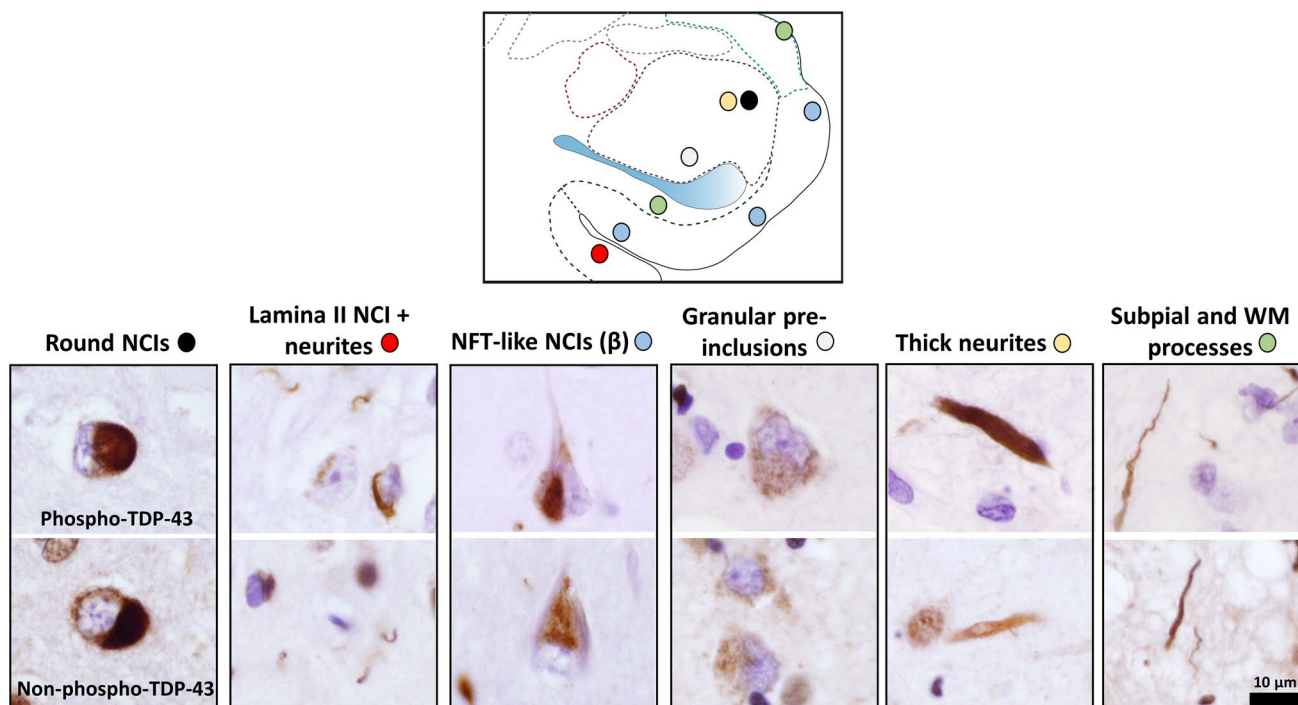 Round NCIs
Lamina II NCI +
neurites
NFT-like NCIs (β)
Granular pre-
inclusions
Thick neurites
Subpial and WM
processes
Phospho-TDP-43
Non-phospho-TDP-43
10 µm